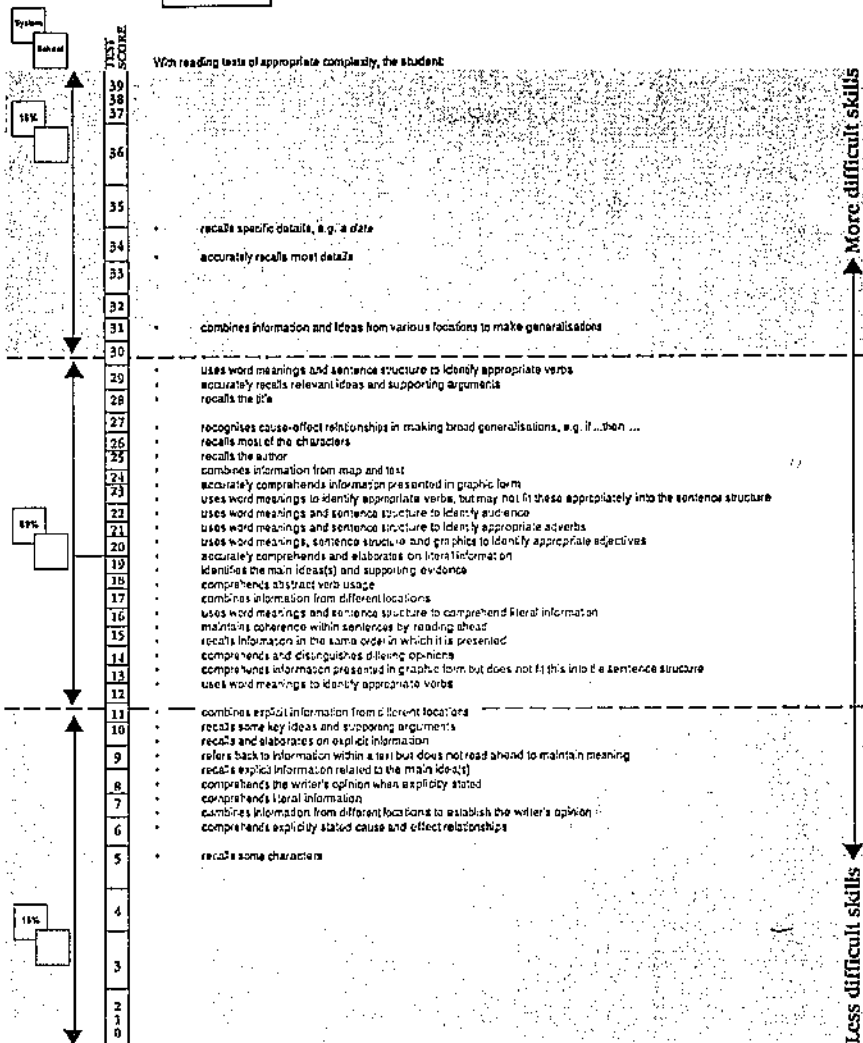 System
School
TEST SCORE
With reading texts of appropriate complexity, the student:
39
38
37
36
35
• recalls specific details, e.g. a date
34
• accurately recalls most details
33
32
31
• combines information and ideas from various locations to make generalisations
30
• uses word meanings and sentence structure to identify appropriate verbs
29
• accurately recalls relevant ideas and supporting arguments
28
• recalls the title
27
• recognises cause-effect relationships in making broad generalisations, e.g. if ...then ...
26
• recalls most of the characters
25
• recalls the author
• combines information from map and text
24
• accurately comprehends information presented in graphic form
23
• uses word meanings to identify appropriate verbs, but may not fit these appropriately into the sentence structure
22
• uses word meanings and sentence structure to identify audience
21
• uses word meanings and sentence structure to identify appropriate adverbs
20
• uses word meanings, sentence structure and graphics to identify appropriate adjectives
• accurately comprehends and elaborates on literal information
19
• identifies the main ideas(s) and supporting evidence
18
• comprehends abstract verb usage
17
• combines information from different locations
16
• uses word meanings and sentence structure to comprehend literal information
• maintains coherence within sentences by reading ahead
15
• recalls information in the same order in which it is presented
14
• comprehends and distinguishes differing opinions
13
• comprehends information presented in graphic form but does not fit this into the sentence structure
12
• uses word meanings to identify appropriate verbs
11
• combines explicit information from different locations
10
• recalls some key ideas and supporting arguments
• recalls and elaborates on explicit information
9
• refers back to information within a text but does not read ahead to maintain meaning
• recalls explicit information related to the main idea(s)
8
• comprehends the writer's opinion when explicity stated
7
• comprehends literal information
• combines information from different locations to establish the writer's opinion
6
• comprehends explicity stated cause and effect relationships
5
• recalls some characters
4
3
2
1
0
More difficult skills
Less difficult skills